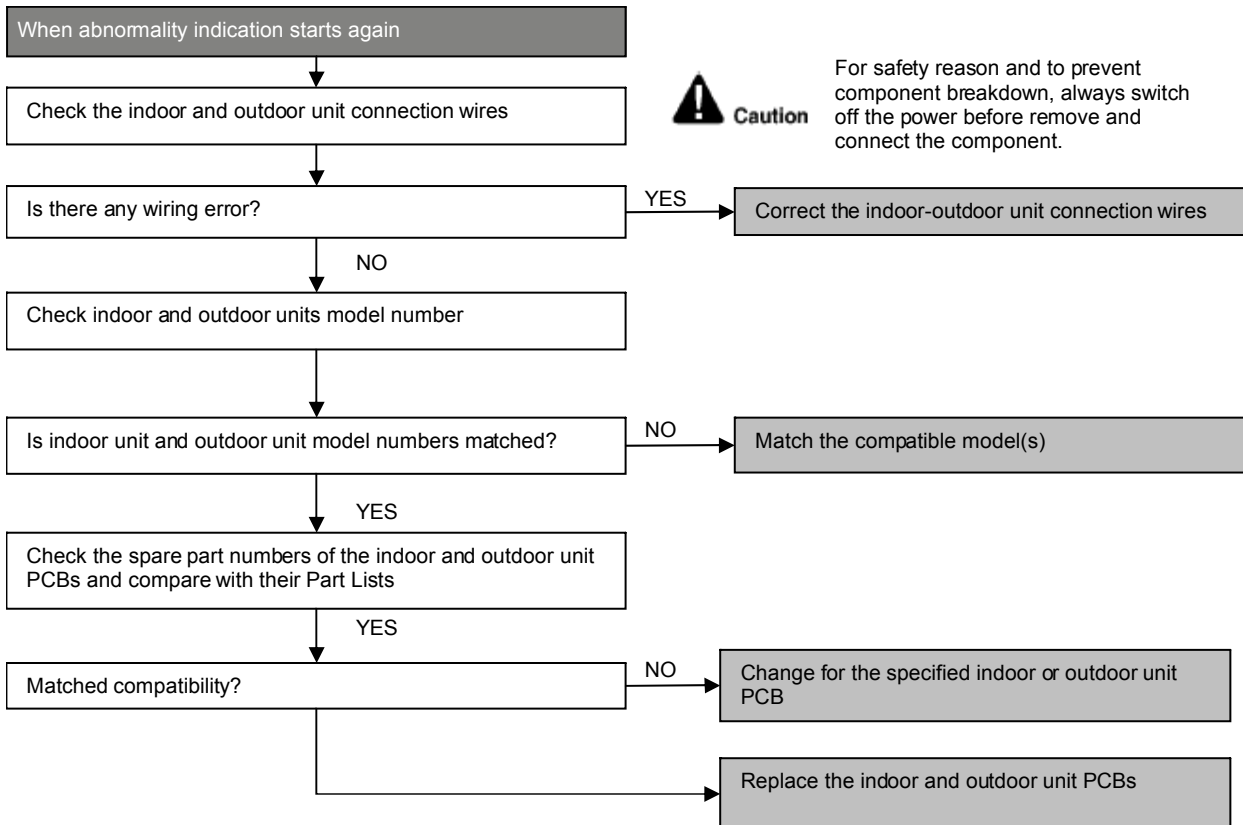 When abnormality indication starts again
For safety reason and to prevent
component breakdown, always switch
off the power before remove and
connect the component.
Caution
Check the indoor and outdoor unit connection wires
Is there any wiring error?
YES
Correct the indoor-outdoor unit connection wires
NO
Check indoor and outdoor units model number
Is indoor unit and outdoor unit model numbers matched?
NO
Match the compatible model(s)
YES
Check the spare part numbers of the indoor and outdoor unit
PCBs and compare with their Part Lists
YES
Matched compatibility?
NO
Change for the specified indoor or outdoor unit
PCB
Replace the indoor and outdoor unit PCBs